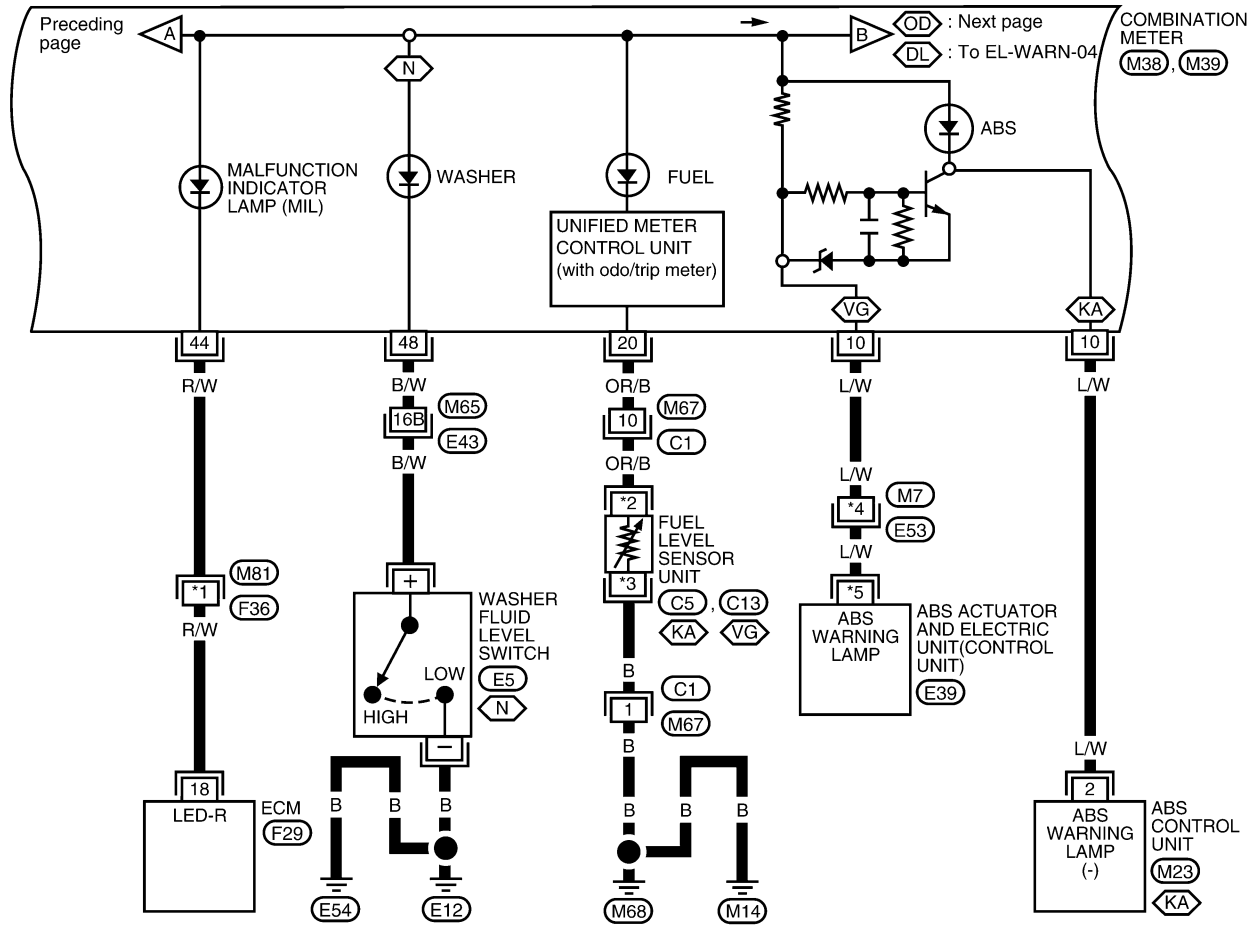 Preceding
page
A
N
B
OD : Next page
DL : To EL-WARN-04
COMBINATION
METER
M38 , M39
MALFUNCTION
INDICATOR
LAMP (MIL)
WASHER
FUEL
ABS
UNIFIED METER
CONTROL UNIT
(with odo/trip meter)
VG
KA
44
48
20
10
10
R/W
B/W
OR/B
L/W
L/W
16B
M65
E43
10
M67
C1
B/W
OR/B
L/W
*2
FUEL
LEVEL
SENSOR
UNIT
*3
C5 , C13
KA
VG
*4
M7
E53
L/W
*5
ABS
WARNING
LAMP
ABS ACTUATOR
AND ELECTRIC
UNIT(CONTROL
UNIT)
E39
*1
M81
F36
R/W
+
WASHER
FLUID
LEVEL
SWITCH
E5
N
LOW
HIGH
−
B
1
C1
M67
B
L/W
18
LED-R
ECM
F29
B
B
B
B
B
B
2
ABS
WARNING
LAMP
(-)
ABS
CONTROL
UNIT
M23
KA
E54
E12
M68
M14